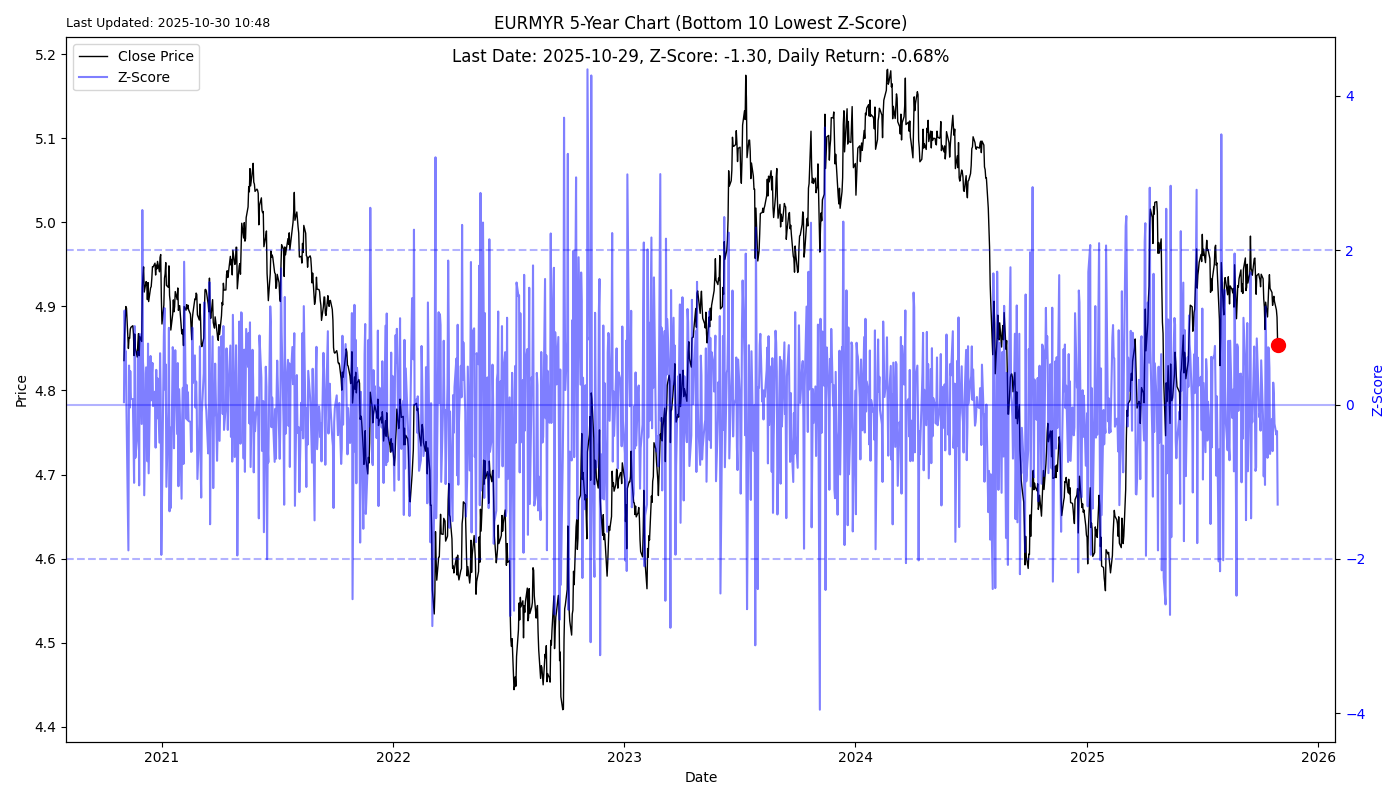 Last Updated: 2025-10-30 10:48
EURMYR 5-Year Chart (Bottom 10 Lowest Z-Score)
Last Date: 2025-10-29, Z-Score: -1.30, Daily Return: -0.68%
Close Price
Z-Score
5.2
5.1
5.0
4.9
4.8
4.7
4.6
4.5
4.4
Price
4
2
0
−2
−4
Z-Score
2021
2022
2023
2024
2025
2026
Date